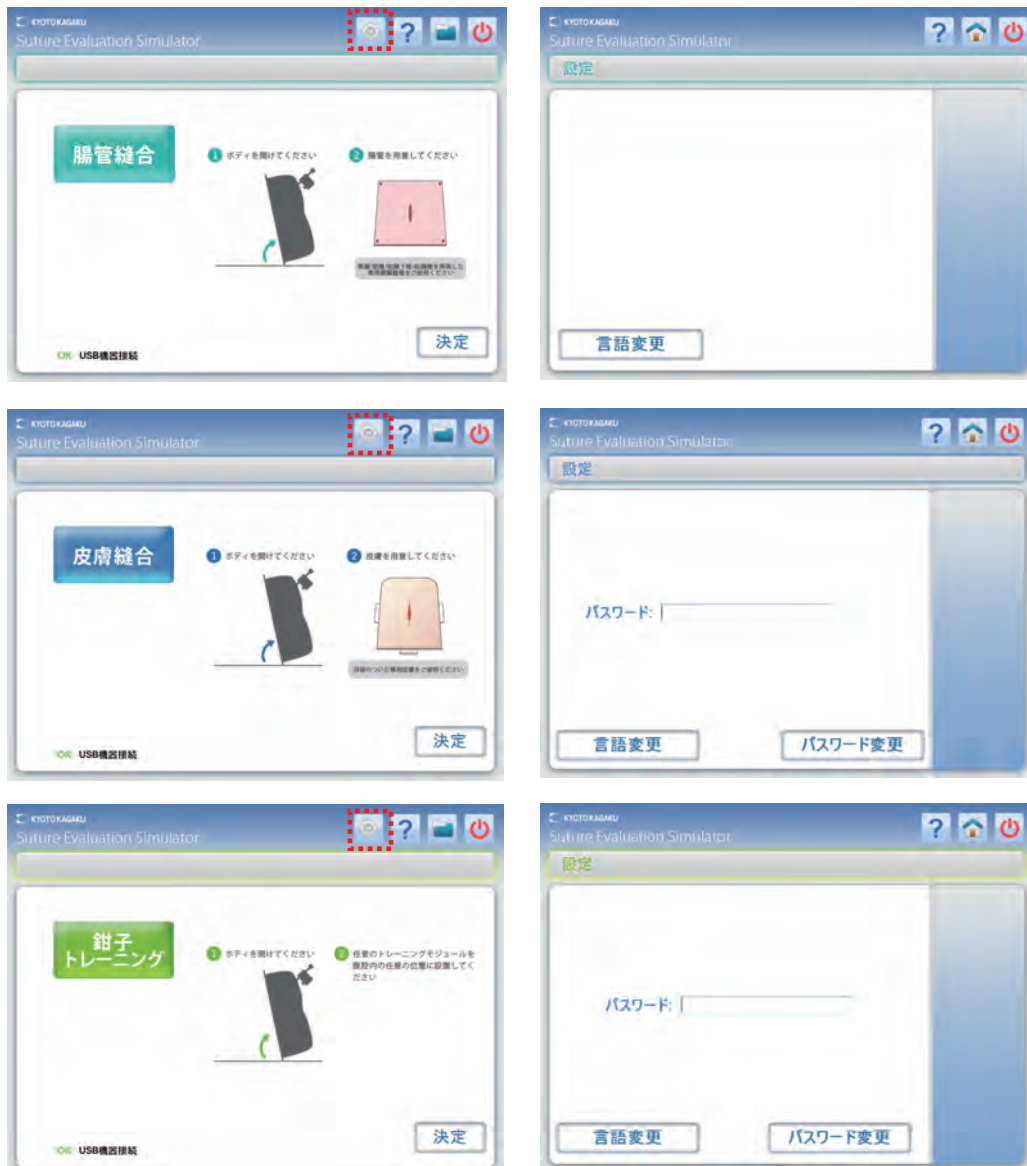 KYOTO KAGAKU
Suture Evaluation Simulator
?
腸管縫合
1 ボディを開けてください
2 腸管を用意してください
OK USB機器接続
決定
KYOTO KAGAKU
Suture Evaluation Simulator
?
設定
言語変更
KYOTO KAGAKU
Suture Evaluation Simulator
?
皮膚縫合
1 ボディを開けてください
2 皮膚を用意してください
OK USB機器接続
決定
KYOTO KAGAKU
Suture Evaluation Simulator
?
設定
パスワード:
言語変更
パスワード変更
KYOTO KAGAKU
Suture Evaluation Simulator
?
鉗子
トレーニング
1 ボディを開けてください
2 任意のトレーニングモジュールを
腹腔内の任意の位置に設置してく
ださい
OK USB機器接続
決定
KYOTO KAGAKU
Suture Evaluation Simulator
?
設定
パスワード:
言語変更
パスワード変更